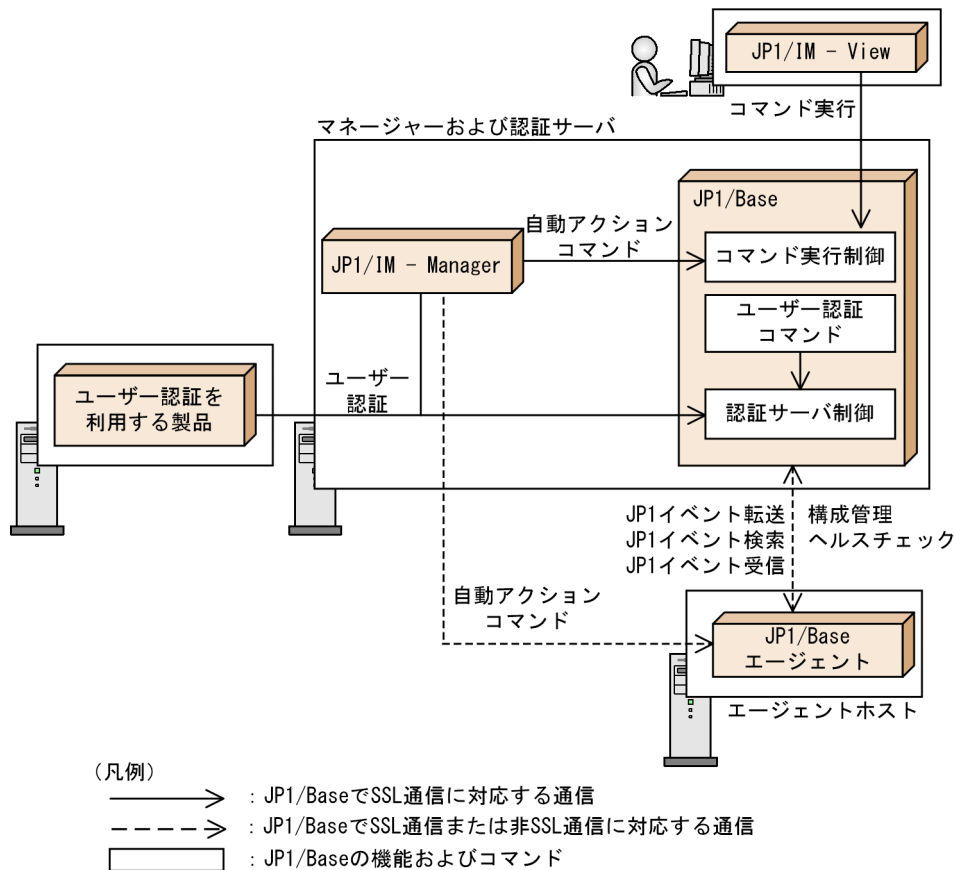 JP1/IM - View
コマンド実行
マネージャーおよび認証サーバ
JP1/Base
自動アクション
コマンド
JP1/IM - Manager
コマンド実行制御
ユーザー認証
コマンド
ユーザー
認証
ユーザー認証を
利用する製品
認証サーバ制御
JP1イベント転送
JP1イベント検索
JP1イベント受信
構成管理
ヘルスチェック
自動アクション
コマンド
JP1/Base
エージェント
エージェントホスト
(凡例)
：JP1/BaseでSSL通信に対応する通信
：JP1/BaseでSSL通信または非SSL通信に対応する通信
：JP1/Baseの機能およびコマンド